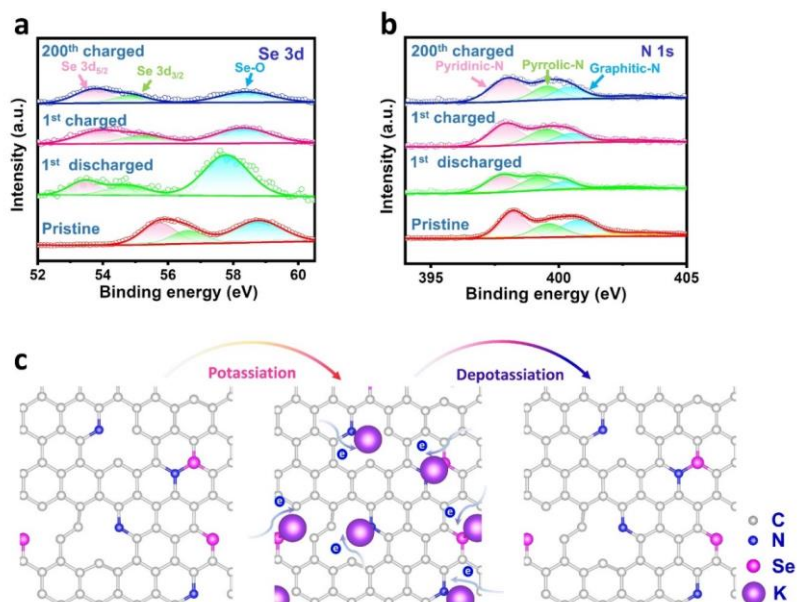 a
200th charged
Se 3d
Se 3d5/2
Se 3d3/2
Se-O
1st charged
1st discharged
Pristine
Intensity (a.u.)
52 54 56 58 60
Binding energy (eV)
b
200th charged
N 1s
Pyridinic-N
Pyrrolic-N
Graphitic-N
1st charged
1st discharged
Pristine
Intensity (a.u.)
395 400 405
Binding energy (eV)
c
Potassiation
Depotassiation
e
e
e
e
e
e
C
N
Se
K
K
K
K
K
K
K
K